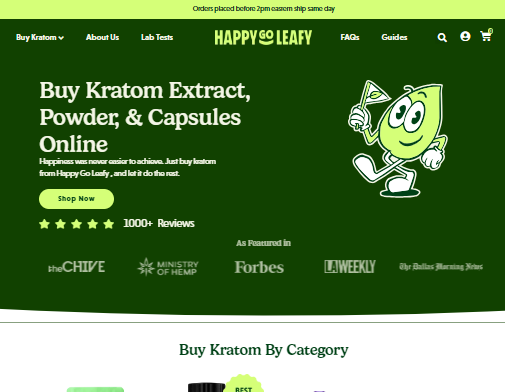 Orders placed before 2pm eastern ship same day
Buy Kratom About Us Lab Tests HAPPY GO LEAFY FAQs Guides 0
Buy Kratom Extract,
Powder, & Capsules
Online
Happiness was never easier to achieve. Just buy kratom
from Happy Go Leafy , and let it do the rest.
Shop Now
1000+ Reviews
As Featured in
theCHIVE MINISTRY OF HEMP Forbes LA WEEKLY The Dallas Morning News
Buy Kratom By Category
BEST